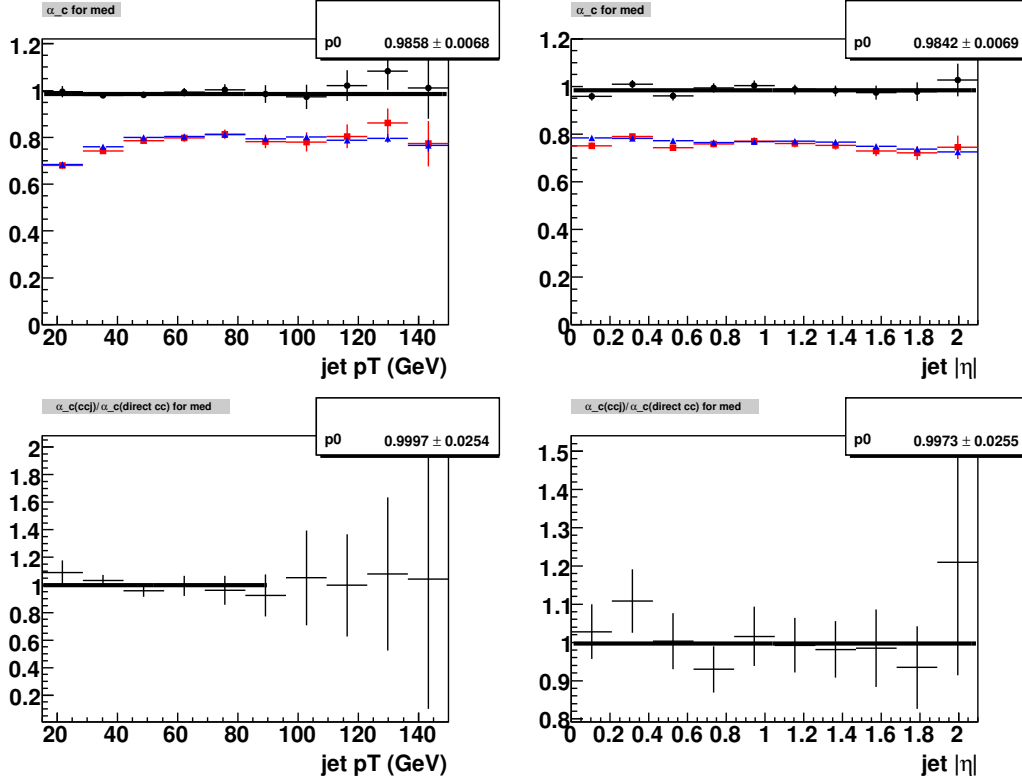 α_c for med
p0 0.9858 ± 0.0068
1.2
1
0.8
0.6
0.4
0.2
0
20 40 60 80 100 120 140
jet pT (GeV)
α_c for med
p0 0.9842 ± 0.0069
1.2
1
0.8
0.6
0.4
0.2
0
0 0.2 0.4 0.6 0.8 1 1.2 1.4 1.6 1.8 2
jet |η|
α_c(ccj)/α_c(direct cc) for med
p0 0.9997 ± 0.0254
2
1.8
1.6
1.4
1.2
1
0.8
0.6
0.4
0.2
20 40 60 80 100 120 140
jet pT (GeV)
α_c(ccj)/α_c(direct cc) for med
p0 0.9973 ± 0.0255
1.5
1.4
1.3
1.2
1.1
1
0.9
0.8
0 0.2 0.4 0.6 0.8 1 1.2 1.4 1.6 1.8 2
jet |η|